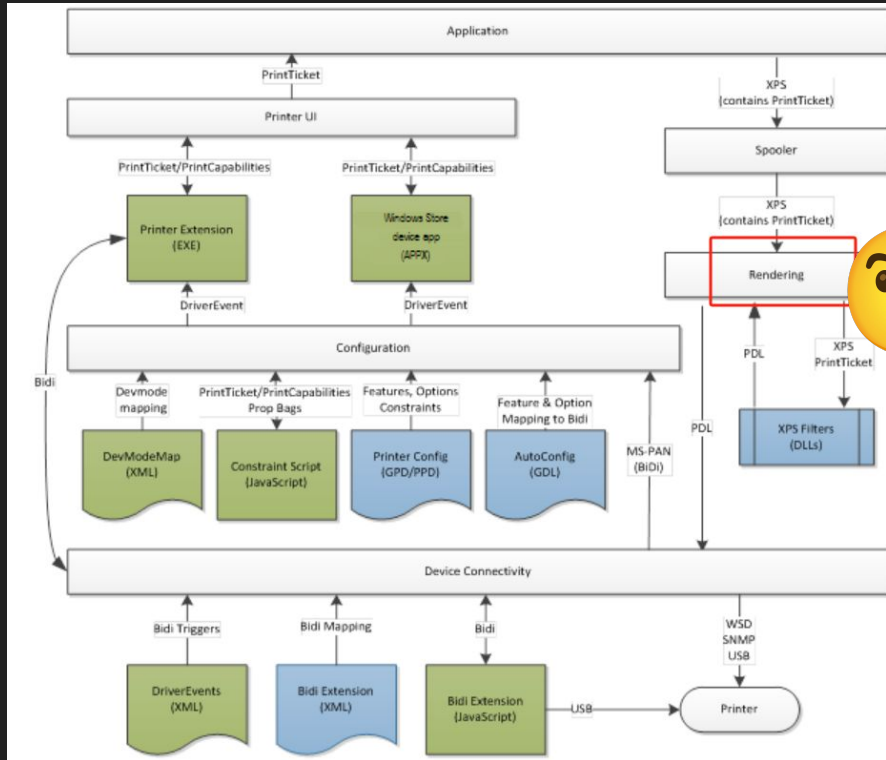 Application
PrintTicket
XPS
(contains PrintTicket)
Printer UI
Spooler
PrintTicket/PrintCapabilities
PrintTicket/PrintCapabilities
XPS
(contains PrintTicket)
Printer Extension
(EXE)
Windows Store
device app
(APPX)
Rendering
DriverEvent
DriverEvent
Configuration
PDL
XPS
PrintTicket
Bidi
Devmode
mapping
PrintTicket/PrintCapabilities
Prop Bags
Features, Options
Constraints
Feature & Option
Mapping to Bidi
MS-PAN
(BiDi)
PDL
XPS Filters
(DLLs)
DevModeMap
(XML)
Constraint Script
(JavaScript)
Printer Config
(GPD/PPD)
AutoConfig
(GDL)
Device Connectivity
Bidi Triggers
Bidi Mapping
Bidi
WSD
SNMP
USB
DriverEvents
(XML)
Bidi Extension
(XML)
Bidi Extension
(JavaScript)
USB
Printer